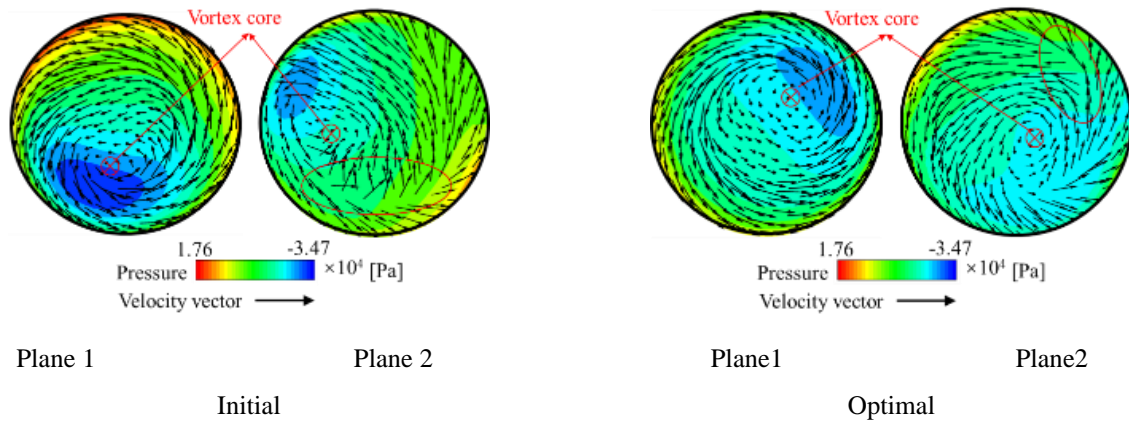 Vortex core
Vortex core
1.76 -3.47
Pressure ×10⁴ [Pa]
Velocity vector
1.76 -3.47
Pressure ×10⁴ [Pa]
Velocity vector
Plane 1 Plane 2 Plane1 Plane2
Initial Optimal